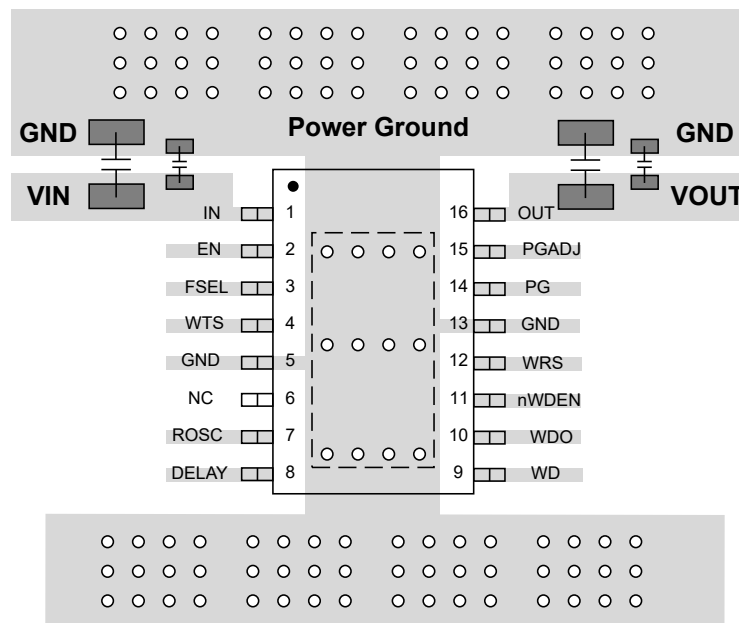 Power Ground
GND
GND
VIN
VOUT
IN 1 16 OUT
EN 2 15 PGADJ
FSEL 3 14 PG
WTS 4 13 GND
GND 5 12 WRS
NC 6 11 nWDEN
ROSC 7 10 WDO
DELAY 8 9 WD